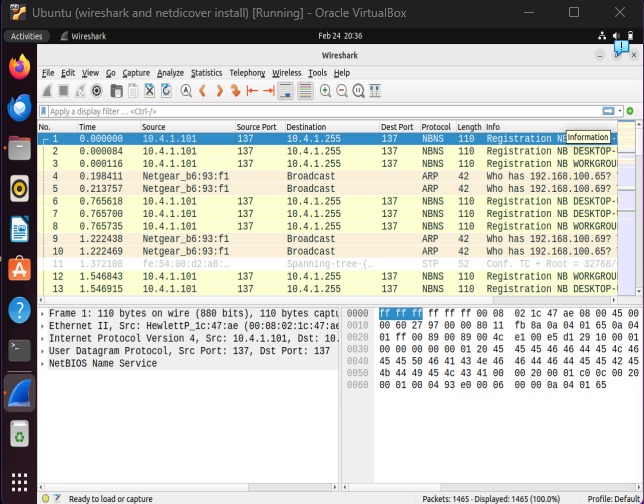 Ubuntu (wireshark and netdicover install) [Running] - Oracle VirtualBox
Activities Wireshark Feb 24 20:36
Wireshark
File Edit View Go Capture Analyze Statistics Telephony Wireless Tools Help
Apply a display filter ... <Ctrl-/>
No. Time Source Source Port Destination Dest Port Protocol Length Info
1 0.000000 10.4.1.101 137 10.4.1.255 137 NBNS 110 Registration NB Information
2 0.000084 10.4.1.101 137 10.4.1.255 137 NBNS 110 Registration NB DESKTOP-
3 0.000116 10.4.1.101 137 10.4.1.255 137 NBNS 110 Registration NB WORKGROU
4 0.198411 Netgear_b6:93:f1 Broadcast ARP 42 Who has 192.168.100.65?
5 0.213757 Netgear_b6:93:f1 Broadcast ARP 42 Who has 192.168.100.69?
6 0.765618 10.4.1.101 137 10.4.1.255 137 NBNS 110 Registration NB DESKTOP-
7 0.765700 10.4.1.101 137 10.4.1.255 137 NBNS 110 Registration NB DESKTOP-
8 0.765735 10.4.1.101 137 10.4.1.255 137 NBNS 110 Registration NB WORKGROU
9 1.222438 Netgear_b6:93:f1 Broadcast ARP 42 Who has 192.168.100.69?
10 1.222469 Netgear_b6:93:f1 Broadcast ARP 42 Who has 192.168.100.65?
11 1.372108 fe:54:00:d2:a6:… Spanning-tree-(… STP 52 Conf. TC + Root = 32768/
12 1.546843 10.4.1.101 137 10.4.1.255 137 NBNS 110 Registration NB WORKGROU
13 1.546915 10.4.1.101 137 10.4.1.255 137 NBNS 110 Registration NB DESKTOP-
Frame 1: 110 bytes on wire (880 bits), 110 bytes captu
Ethernet II, Src: HewlettP_1c:47:ae (00:08:02:1c:47:ae
Internet Protocol Version 4, Src: 10.4.1.101, Dst: 10.
User Datagram Protocol, Src Port: 137, Dst Port: 137
NetBIOS Name Service
0000 ff ff ff ff ff ff 00 08 02 1c 47 ae 08 00 45 00
0010 00 60 27 97 00 00 80 11 fb 8a 0a 04 01 65 0a 04
0020 01 ff 00 89 00 89 00 4c e1 00 e5 d1 29 10 00 01
0030 00 00 00 00 00 01 20 45 45 45 46 46 44 45 4c 46
0040 45 45 50 46 41 43 4e 46 46 44 46 44 45 45 42 45
0050 4b 44 49 45 4c 43 41 00 00 20 00 01 c0 0c 00 20
0060 00 01 00 04 93 e0 00 06 00 00 0a 04 01 65
Ready to load or capture Packets: 1465 · Displayed: 1465 (100.0%) Profile: Default